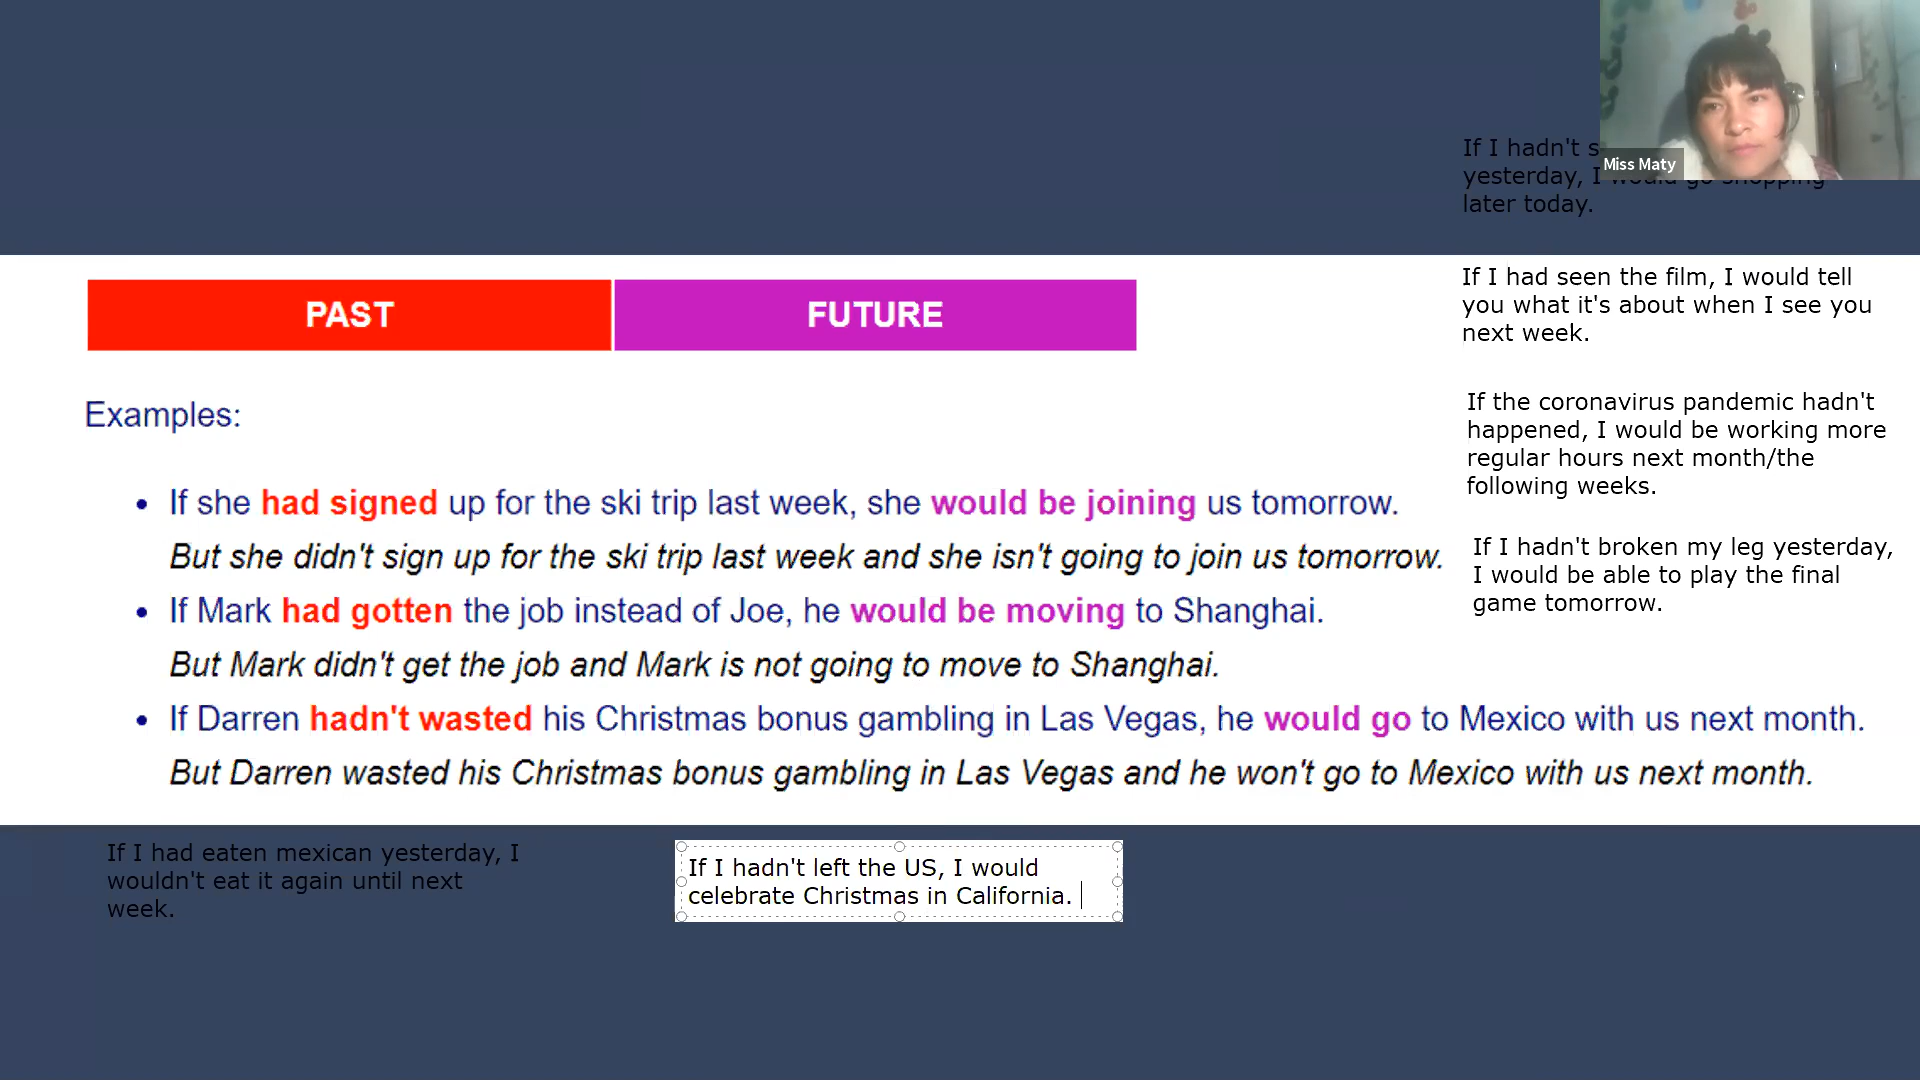 Miss Maty
If I hadn't
yesterday, I would go shopping
later today.
PAST FUTURE
If I had seen the film, I would tell
you what it's about when I see you
next week.
Examples:
If the coronavirus pandemic hadn't
happened, I would be working more
regular hours next month/the
following weeks.
• If she had signed up for the ski trip last week, she would be joining us tomorrow.
But she didn't sign up for the ski trip last week and she isn't going to join us tomorrow.
If I hadn't broken my leg yesterday,
I would be able to play the final
game tomorrow.
• If Mark had gotten the job instead of Joe, he would be moving to Shanghai.
But Mark didn't get the job and Mark is not going to move to Shanghai.
• If Darren hadn't wasted his Christmas bonus gambling in Las Vegas, he would go to Mexico with us next month.
But Darren wasted his Christmas bonus gambling in Las Vegas and he won't go to Mexico with us next month.
If I had eaten mexican yesterday, I
wouldn't eat it again until next
week.
If I hadn't left the US, I would
celebrate Christmas in California.